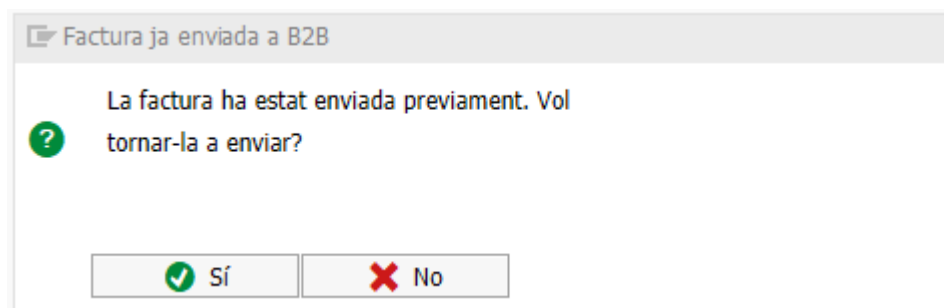 Factura ja enviada a B2B
La factura ha estat enviada previament. Vol
tornar-la a enviar?
Sí
No